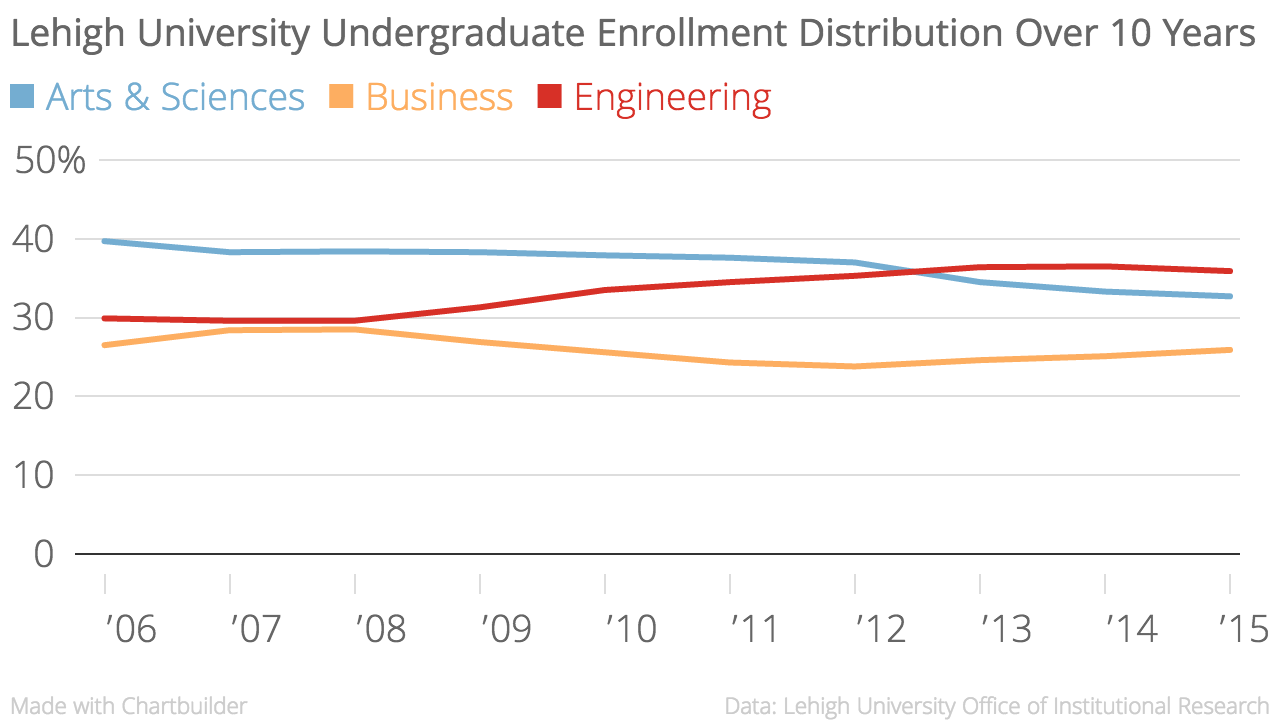 Lehigh University Undergraduate Enrollment Distribution Over 10 Years
Arts & Sciences Business Engineering
50%
40
30
20
10
0
’06 ’07 ’08 ’09 ’10 ’11 ’12 ’13 ’14 ’15
Made with Chartbuilder Data: Lehigh University Office of Institutional Research